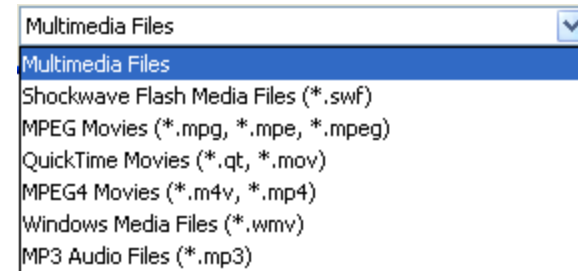 Multimedia Files
Multimedia Files
Shockwave Flash Media Files (*.swf)
MPEG Movies (*.mpg, *.mpe, *.mpeg)
QuickTime Movies (*.qt, *.mov)
MPEG4 Movies (*.m4v, *.mp4)
Windows Media Files (*.wmv)
MP3 Audio Files (*.mp3)